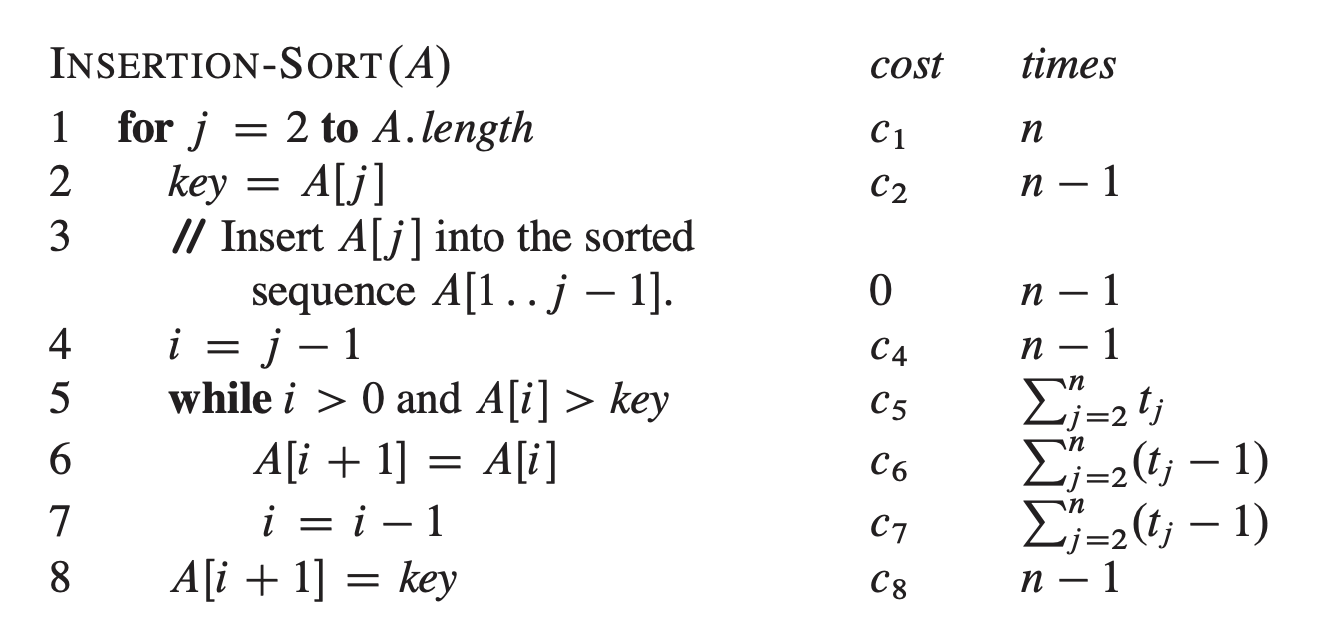 INSERTION-SORT(A) cost times
1 for j = 2 to A.length c₁ n
2 key = A[j] c₂ n − 1
3 // Insert A[j] into the sorted
sequence A[1 . . j − 1]. 0 n − 1
4 i = j − 1 c₄ n − 1
5 while i > 0 and A[i] > key c₅ ∑ⁿⱼ₌₂ tⱼ
6 A[i + 1] = A[i] c₆ ∑ⁿⱼ₌₂(tⱼ − 1)
7 i = i − 1 c₇ ∑ⁿⱼ₌₂(tⱼ − 1)
8 A[i + 1] = key c₈ n − 1